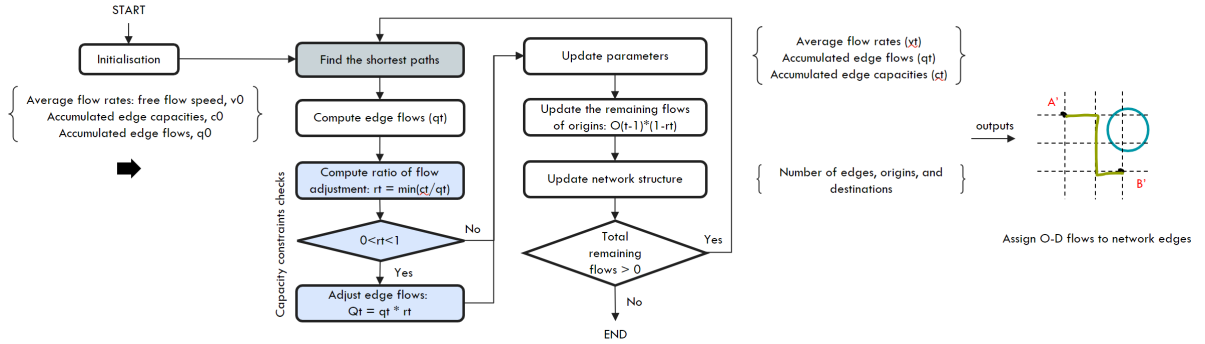 START
Initialisation
Average flow rates: free flow speed, v0
Accumulated edge capacities, c0
Accumulated edge flows, q0
Capacity constraints checks
Find the shortest paths
Compute edge flows (qt)
Compute ratio of flow
adjustment: rt = min(ct/qt)
0<rt<1
No
Yes
Adjust edge flows:
Qt = qt * rt
Update parameters
Update the remaining flows
of origins: O(t-1)*(1-rt)
Update network structure
Total
remaining
flows > 0
Yes
No
END
Average flow rates (vt)
Accumulated edge flows (qt)
Accumulated edge capacities (ct)
Number of edges, origins, and
destinations
outputs
A'
B'
Assign O-D flows to network edges